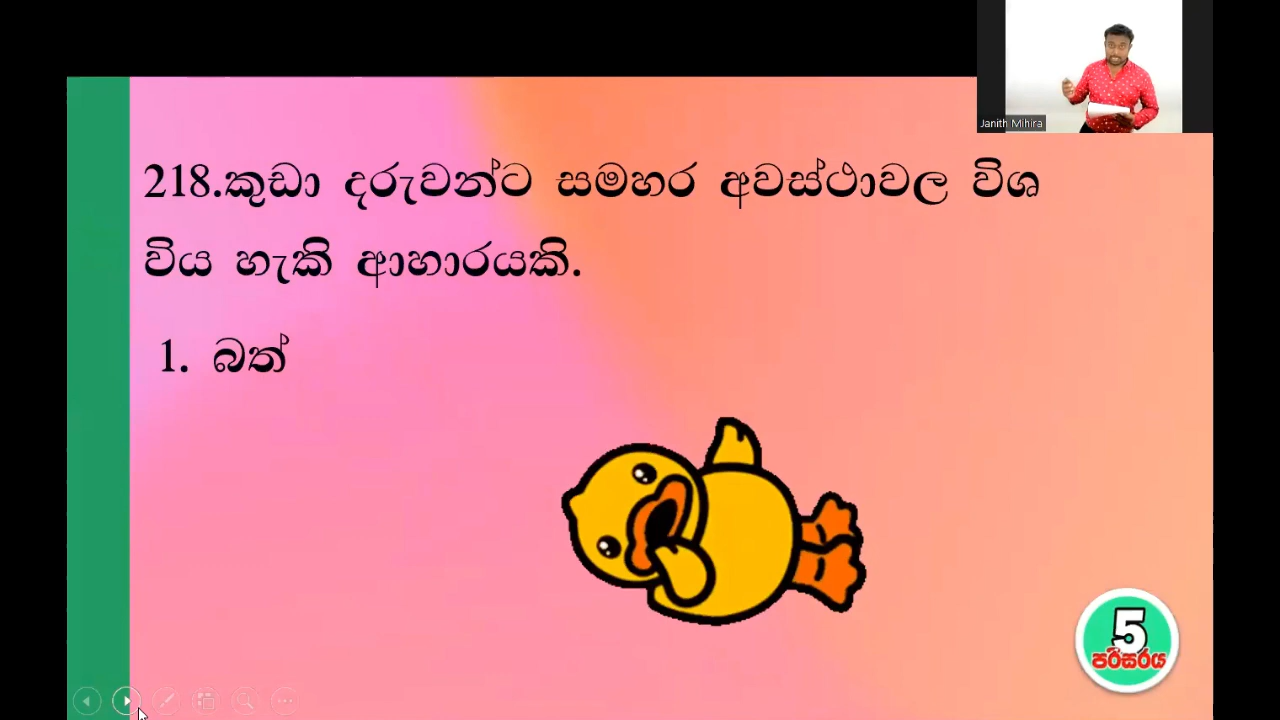 Janith Mihira
218.කුඩා දරුවන්ට සමහර අවස්ථාවල විශ
විය හැකි ආහාරයකි.
1. බත්
5
පරිසරය